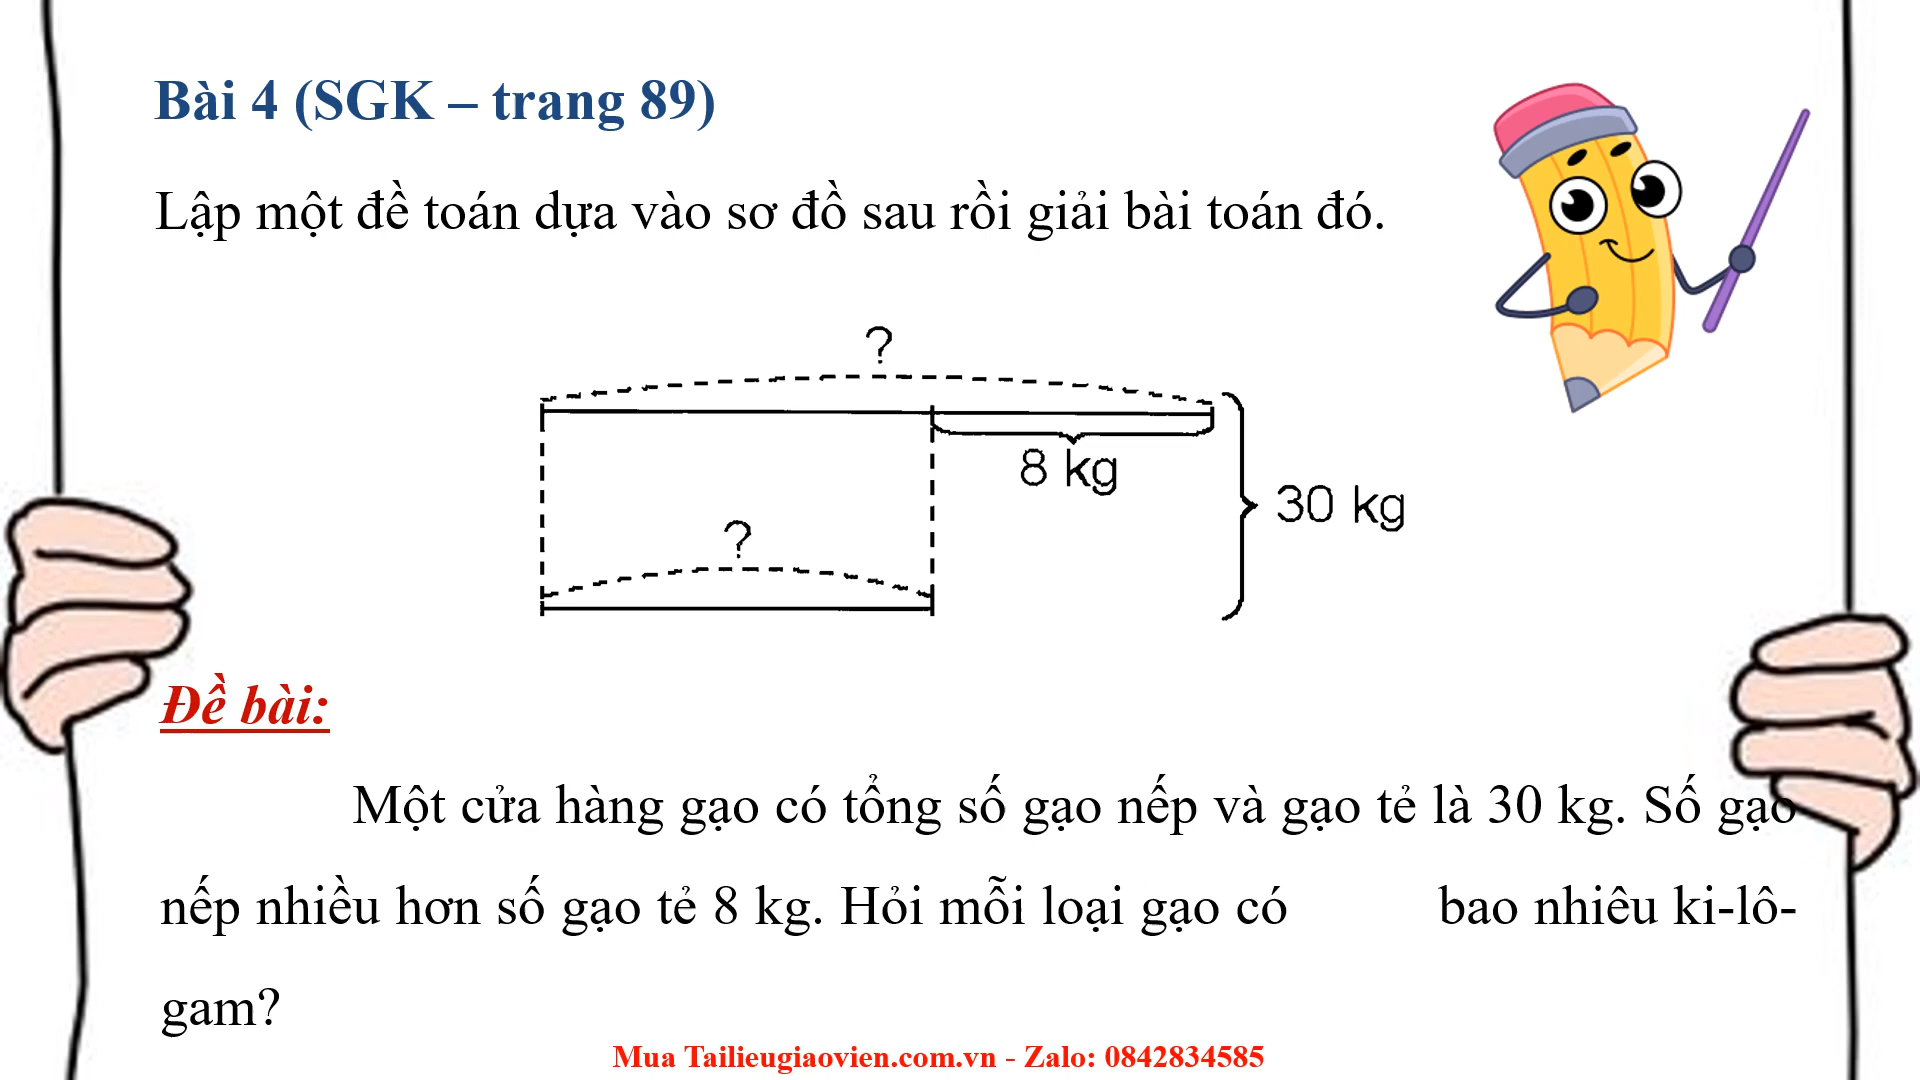 Bài 4 (SGK – trang 89)
Lập một đề toán dựa vào sơ đồ sau rồi giải bài toán đó.
?
8 kg
30 kg
?
Đề bài:
Một cửa hàng gạo có tổng số gạo nếp và gạo tẻ là 30 kg. Số gạo
nếp nhiều hơn số gạo tẻ 8 kg. Hỏi mỗi loại gạo có bao nhiêu ki-lô-
gam?
Mua Tailieugiaovien.com.vn - Zalo: 0842834585